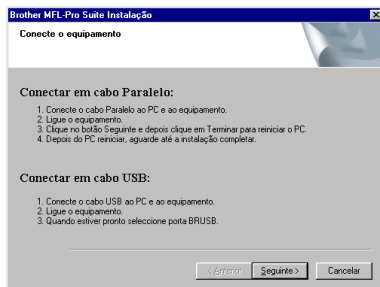 Brother MFL-Pro Suite Instalação
Conecte o equipamento
Conectar em cabo Paralelo:
1. Conecte o cabo Paralelo ao PC e ao equipamento.
2. Ligue o equipamento.
3. Clique no botão Seguinte e depois clique em Terminar para reiniciar o PC.
4. Depois do PC reiniciar, aguarde até a instalação completar.
Conectar em cabo USB:
1. Conecte o cabo USB ao PC e ao equipamento.
2. Ligue o equipamento.
3. Quando estiver pronto seleccione porta BRUSB.
< Anterior Seguinte > Cancelar